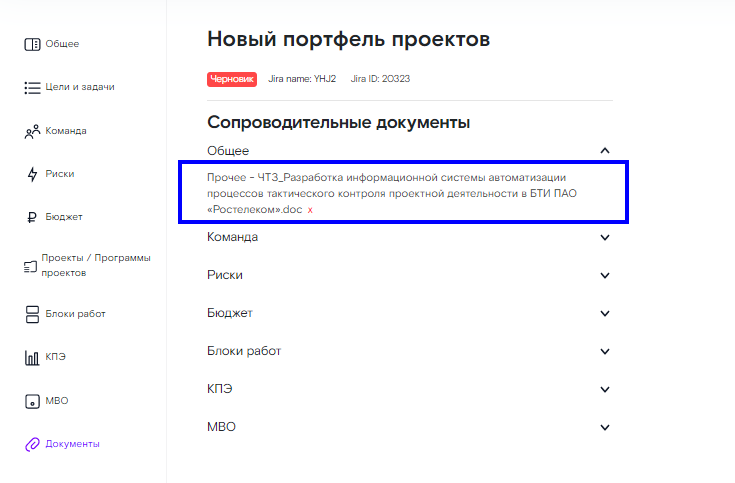 Общее
Цели и задачи
Команда
Риски
Бюджет
Проекты / Программы
проектов
Блоки работ
КПЭ
МВО
Документы
Новый портфель проектов
Черновик Jira name: YHJ2 Jira ID: 20323
Сопроводительные документы
Общее
Прочее - ЧТЗ_Разработка информационной системы автоматизации
процессов тактического контроля проектной деятельности в БТИ ПАО
«Ростелеком».doc x
Команда
Риски
Бюджет
Блоки работ
КПЭ
МВО